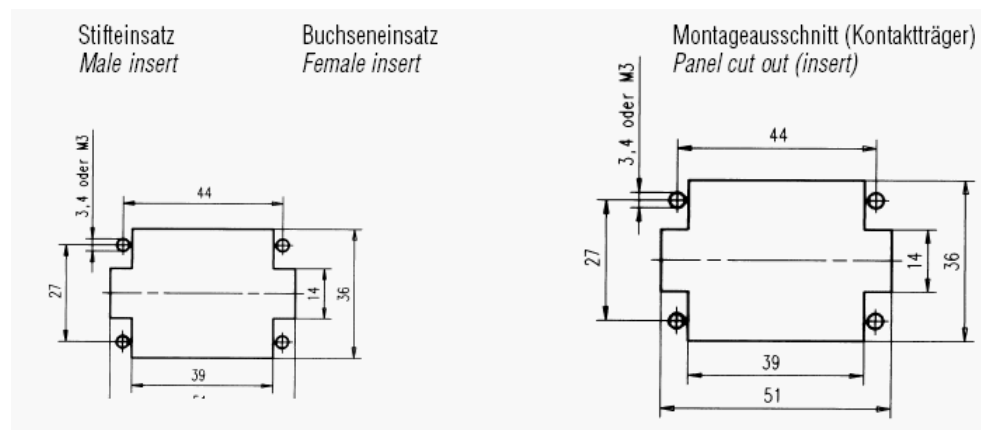 Stifteinsatz
Male insert
Buchseneinsatz
Female insert
Montageausschnitt (Kontaktträger)
Panel cut out (insert)
3,4 oder M3
44
27
14
36
39
3,4 oder M3
44
27
14
36
39
51